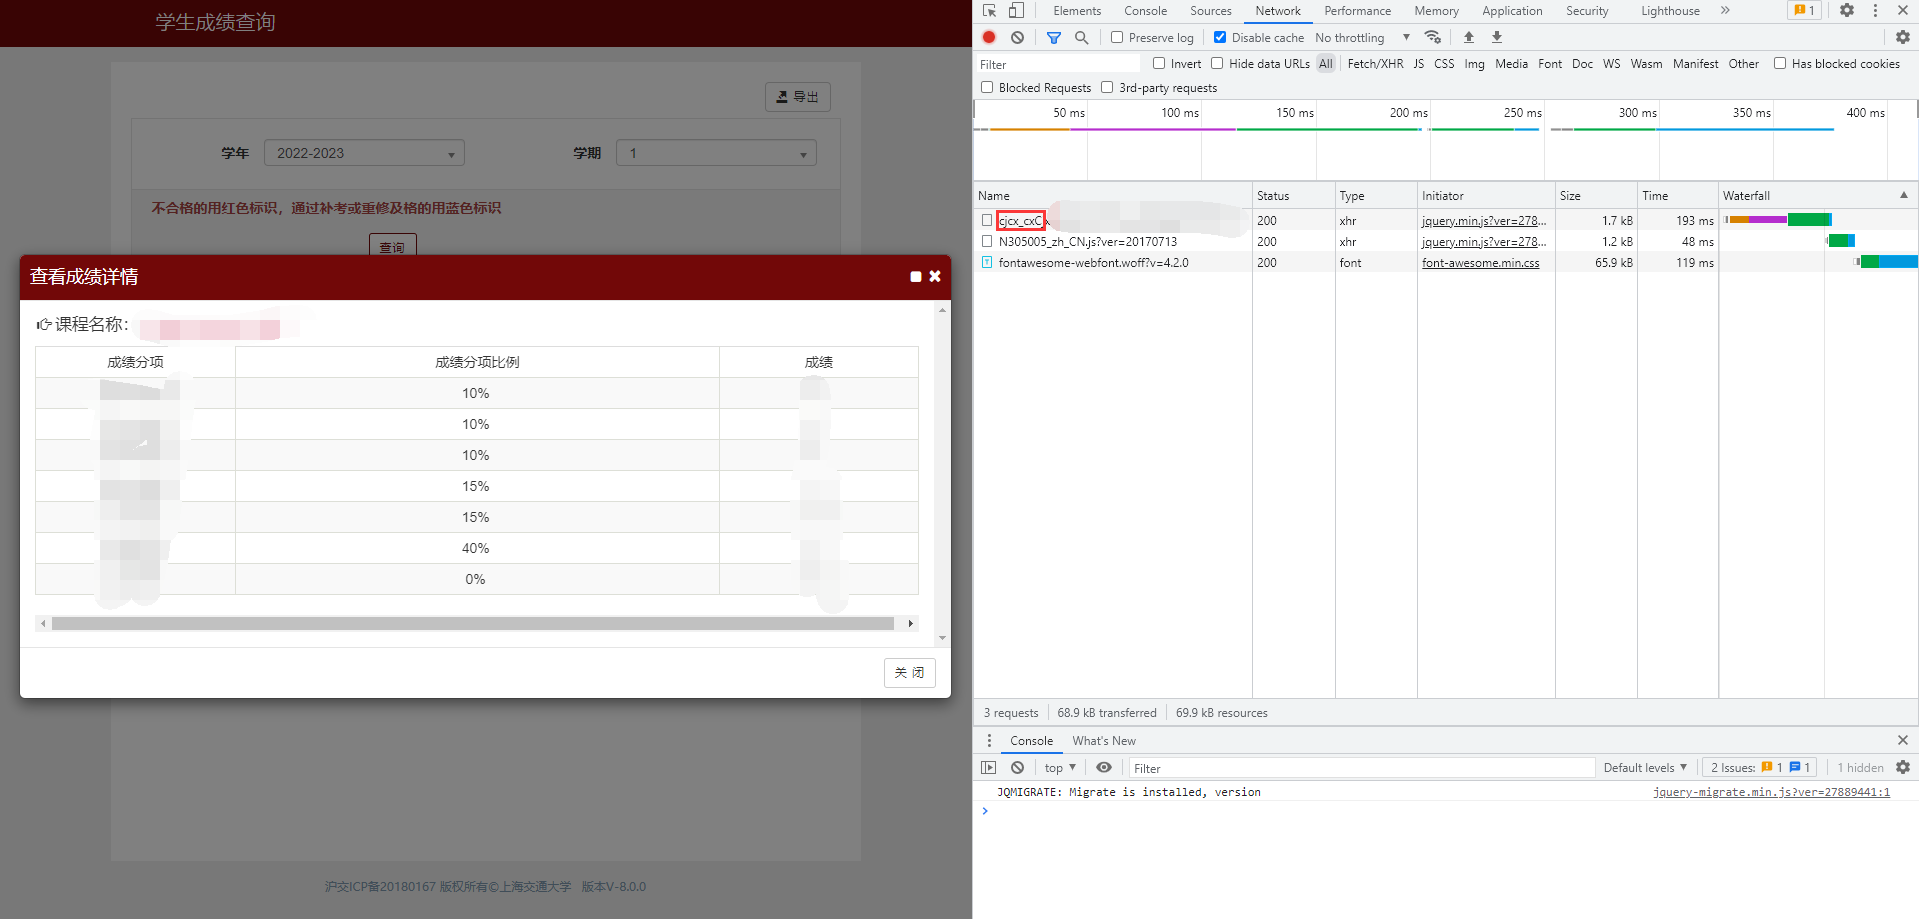 学生成绩查询
导出
学年 2022-2023 学期 1
不合格的用红色标识，通过补考或重修及格的用蓝色标识
查询
查看成绩详情
课程名称：
成绩分项 成绩分项比例 成绩
10%
10%
10%
15%
15%
40%
0%
关 闭
沪交ICP备20180167 版权所有©上海交通大学 版本V-8.0.0
Elements Console Sources Network Performance Memory Application Security Lighthouse » 1
Preserve log Disable cache No throttling
Filter Invert Hide data URLs All Fetch/XHR JS CSS Img Media Font Doc WS Wasm Manifest Other Has blocked cookies
Blocked Requests 3rd-party requests
50 ms 100 ms 150 ms 200 ms 250 ms 300 ms 350 ms 400 ms
Name Status Type Initiator Size Time Waterfall
cjcx_cxC 200 xhr jquery.min.js?ver=278... 1.7 kB 193 ms
N305005_zh_CN.js?ver=20170713 200 xhr jquery.min.js?ver=278... 1.2 kB 48 ms
fontawesome-webfont.woff?v=4.2.0 200 font font-awesome.min.css 65.9 kB 119 ms
3 requests 68.9 kB transferred 69.9 kB resources
Console What's New
top Filter Default levels 2 Issues: 1 1 1 hidden
JQMIGRATE: Migrate is installed, version jquery-migrate.min.js?ver=27889441:1